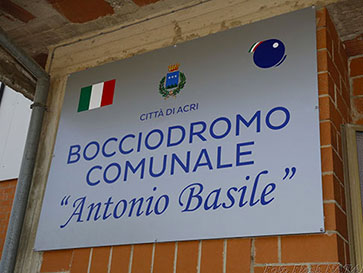 CITTÀ DI ACRI
BOCCIODROMO
COMUNALE
"Antonio Basile"